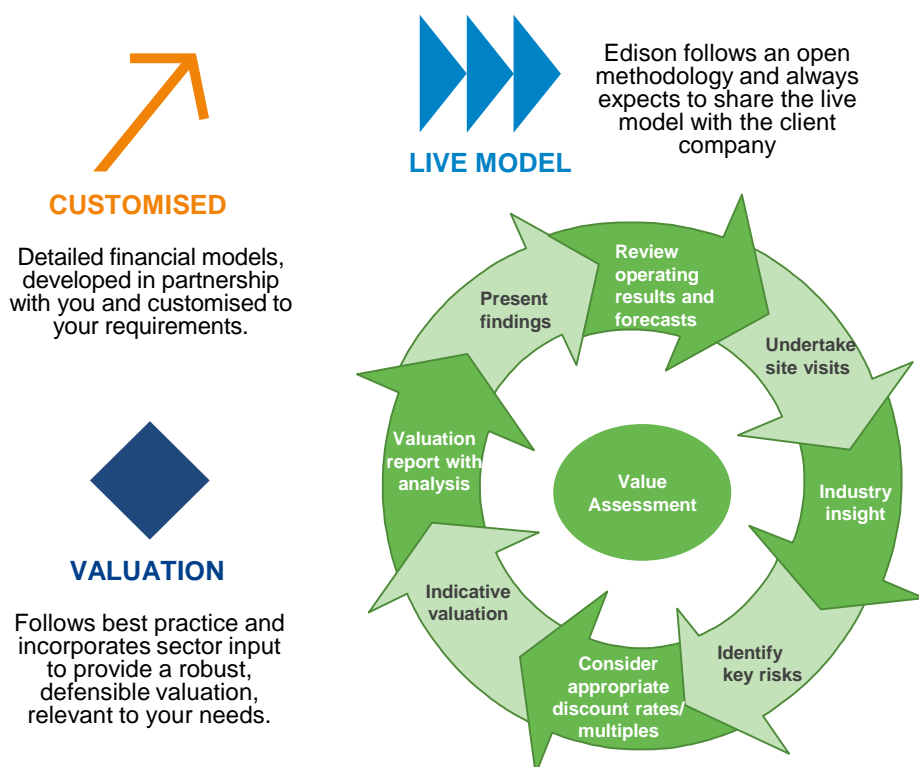 CUSTOMISED
Detailed financial models,
developed in partnership
with you and customised to
your requirements.
LIVE MODEL
Edison follows an open
methodology and always
expects to share the live
model with the client
company
VALUATION
Follows best practice and
incorporates sector input
to provide a robust,
defensible valuation,
relevant to your needs.
Review
operating
results and
forecasts
Undertake
site visits
Industry
insight
Identify
key risks
Consider
appropriate
discount rates/
multiples
Indicative
valuation
Valuation
report with
analysis
Present
findings
Value
Assessment